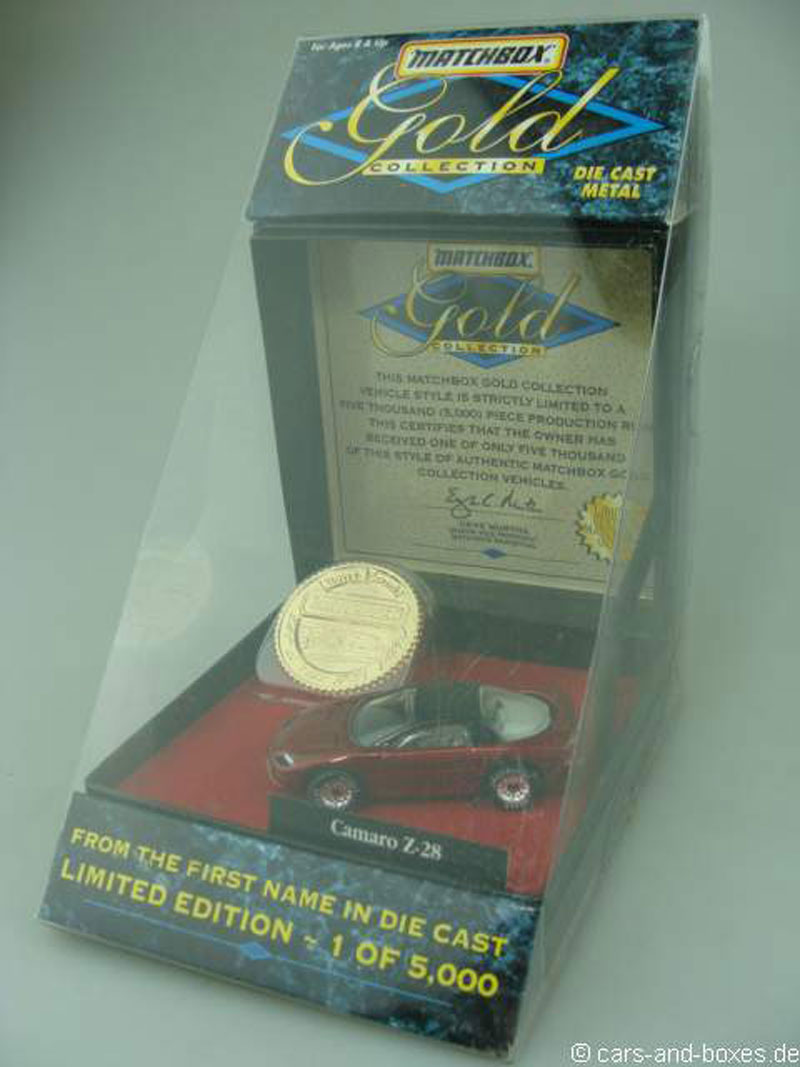 For Ages 8 & Up
MATCHBOX
Gold
COLLECTION
DIE CAST
METAL
MATCHBOX
Gold
COLLECTION
THIS MATCHBOX GOLD COLLECTION
VEHICLE STYLE IS STRICTLY LIMITED TO A
FIVE THOUSAND (5,000) PIECE PRODUCTION
THIS CERTIFIES THAT THE OWNER HAS
RECEIVED ONE OF ONLY FIVE THOUSAND
OF THIS STYLE OF AUTHENTIC MATCHBOX GOLD
COLLECTION VEHICLES.
Camaro Z-28
FROM THE FIRST NAME IN DIE CAST
LIMITED EDITION ~ 1 OF 5,000
© cars-and-boxes.de